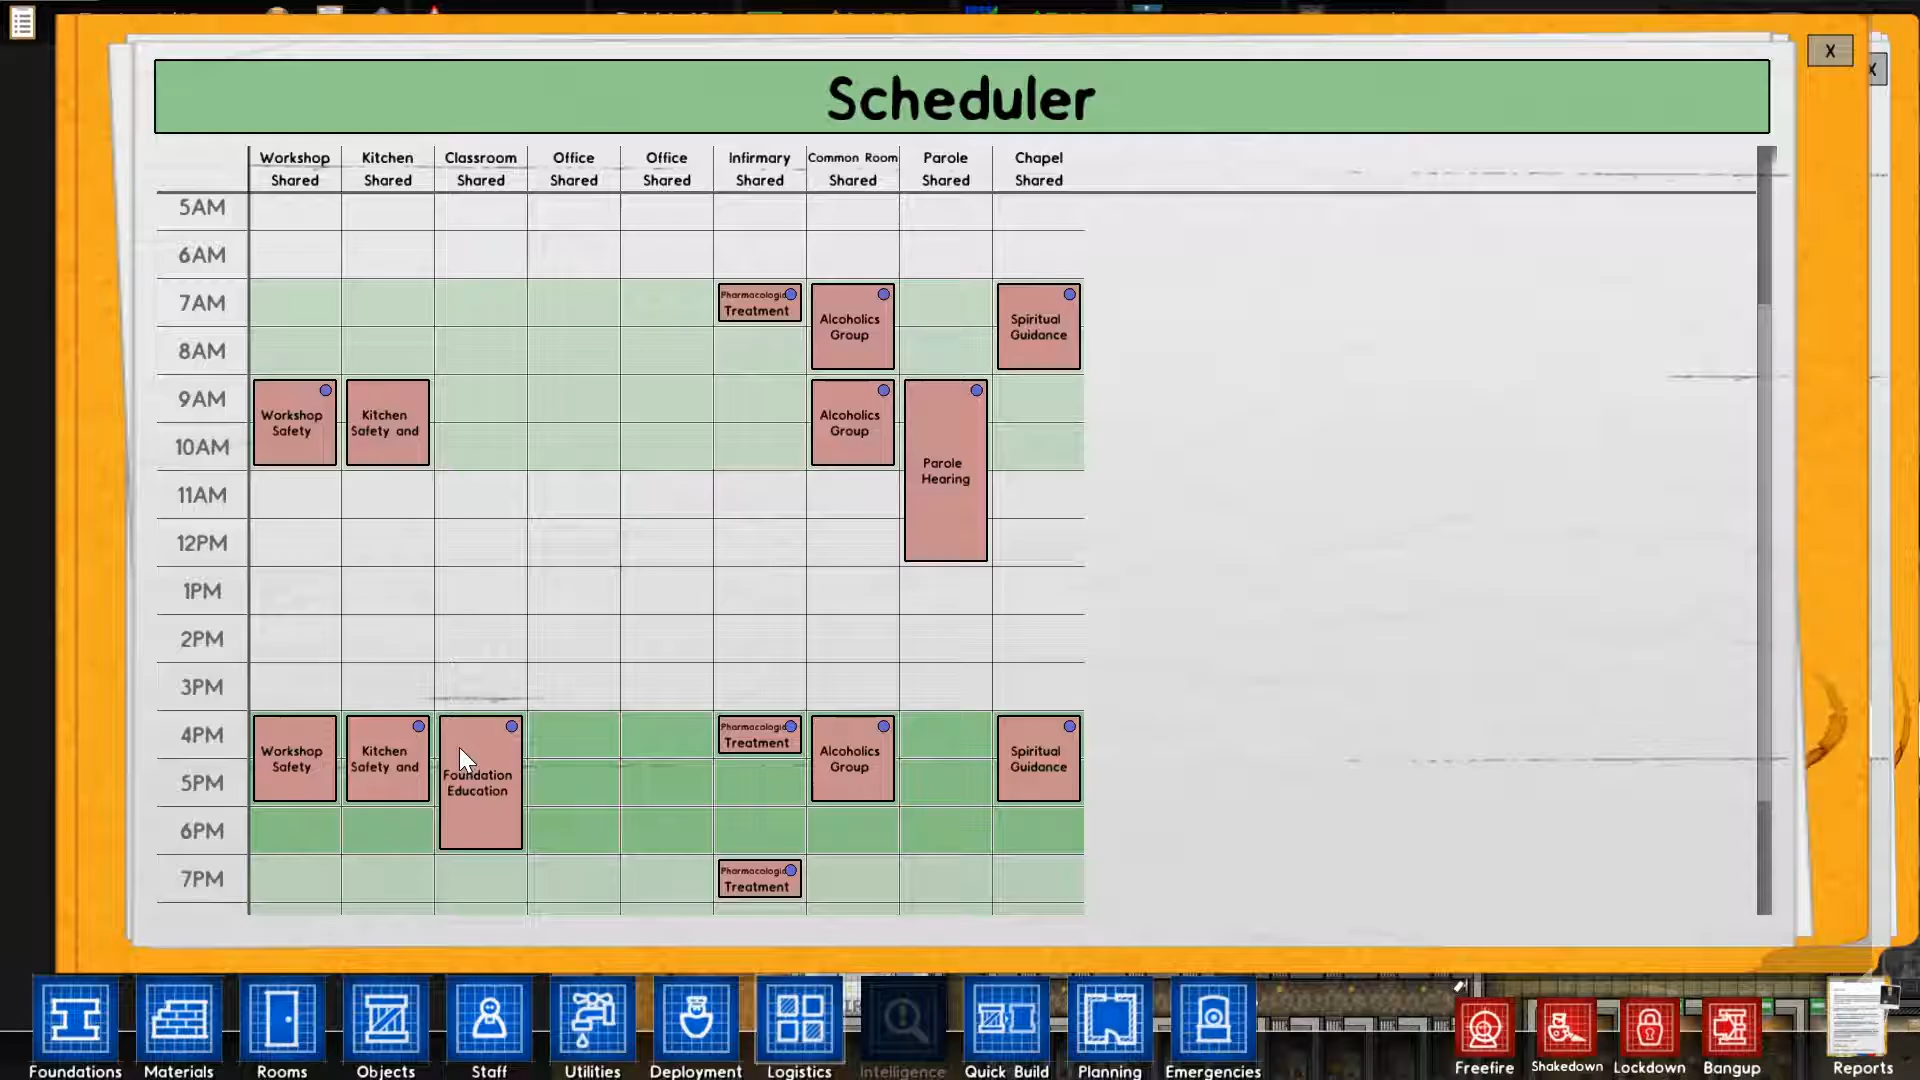 X
X
Scheduler
Workshop Kitchen Classroom Office Office Infirmary Common Room Parole Chapel
Shared Shared Shared Shared Shared Shared Shared Shared Shared
5AM
6AM
7AM
8AM
9AM
10AM
11AM
12PM
1PM
2PM
3PM
4PM
5PM
6PM
7PM
Treatment
Alcoholics
Group
Spiritual
Guidance
Workshop
Safety
Kitchen
Safety and
Alcoholics
Group
Parole
Hearing
Workshop
Safety
Kitchen
Safety and
Foundation
Education
Treatment
Alcoholics
Group
Spiritual
Guidance
Treatment
Foundations Materials Rooms Objects Staff Utilities Deployment Logistics Intelligence Quick Build Planning Emergencies Freefire Shakedown Lockdown Bangup Reports